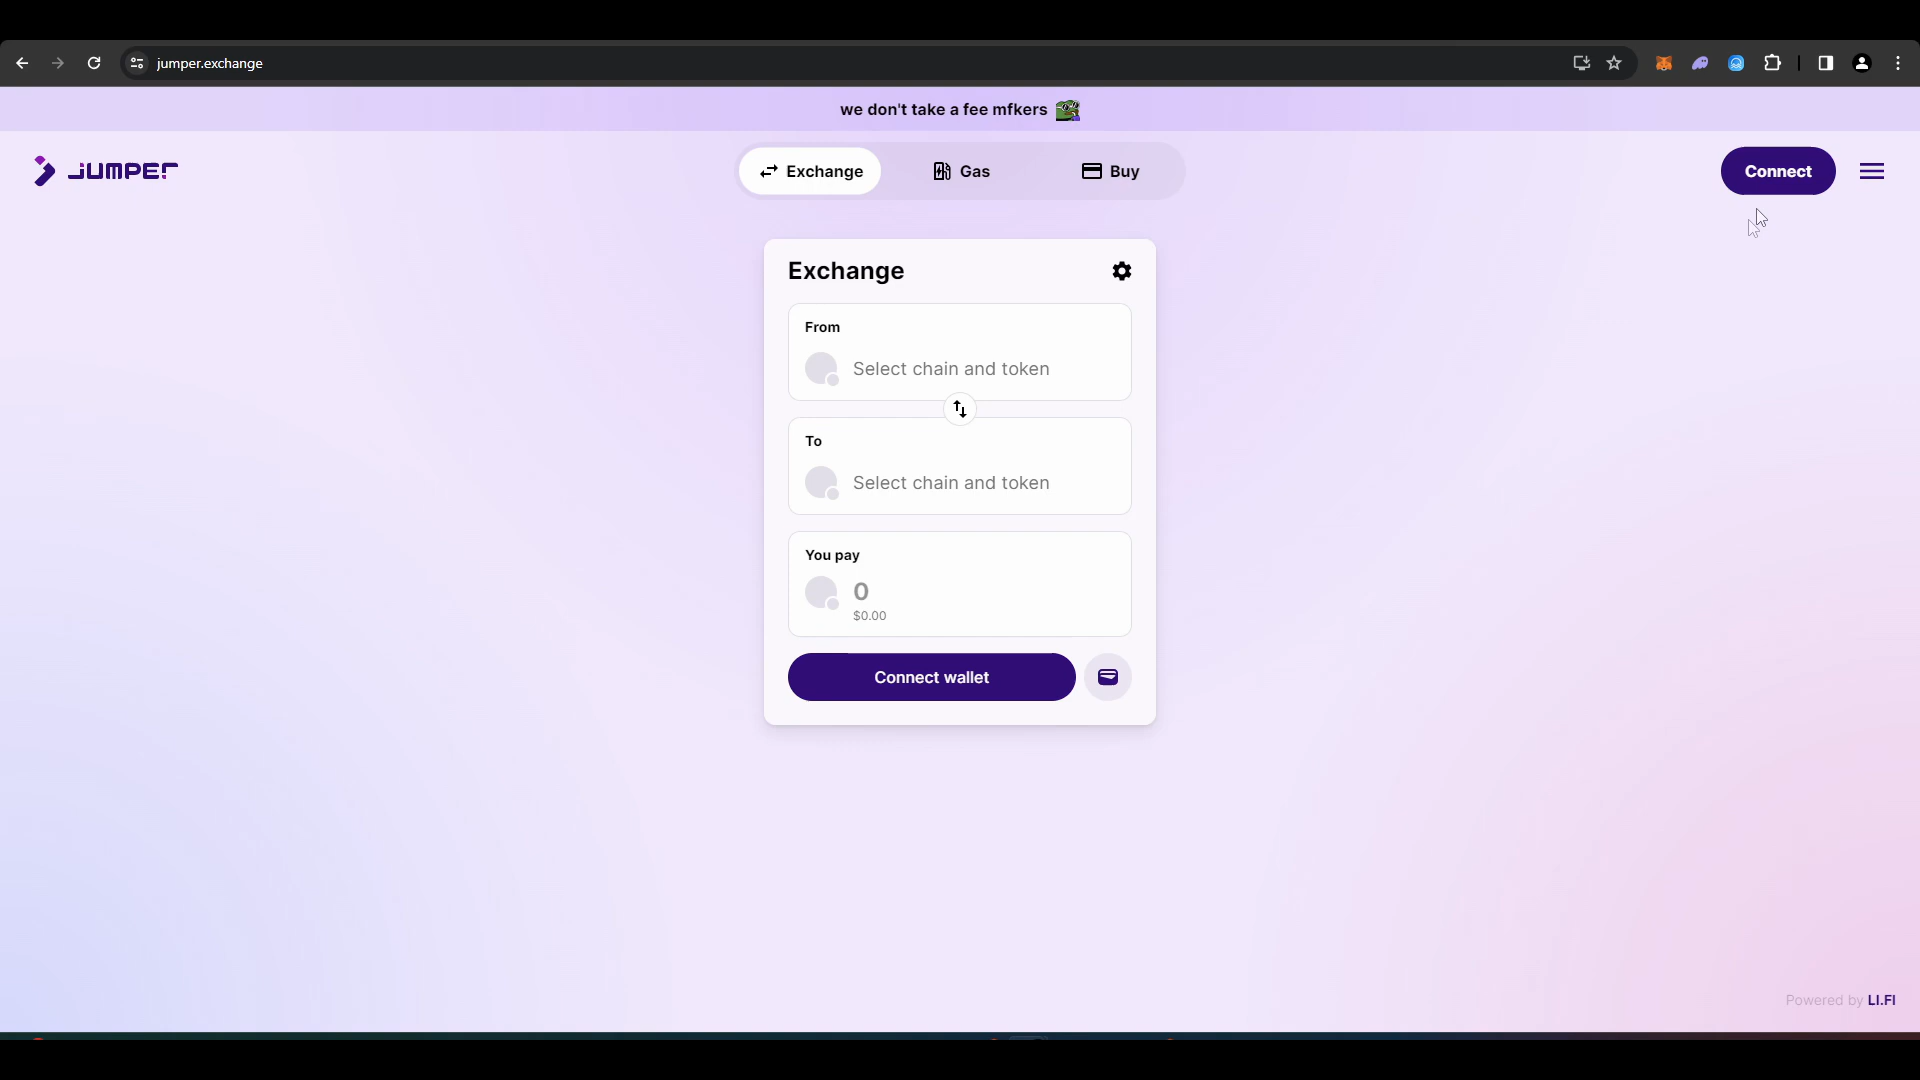 jumper.exchange
we don't take a fee mfkers
JUMPER
Exchange
Gas
Buy
Connect
Exchange
From
Select chain and token
To
Select chain and token
You pay
0
$0.00
Connect wallet
Powered by LI.FI